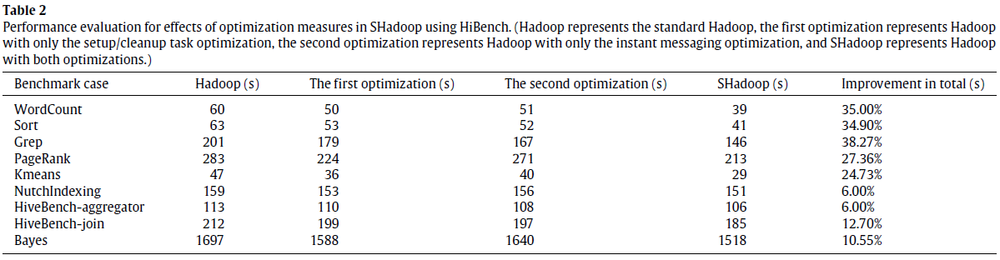 Table 2
Performance evaluation for effects of optimization measures in SHadoop using HiBench. (Hadoop represents the standard Hadoop, the first optimization represents Hadoop
with only the setup/cleanup task optimization, the second optimization represents Hadoop with only the instant messaging optimization, and SHadoop represents Hadoop
with both optimizations.)
Benchmark case Hadoop (s) The first optimization (s) The second optimization (s) SHadoop (s) Improvement in total (s)
WordCount 60 50 51 39 35.00%
Sort 63 53 52 41 34.90%
Grep 201 179 167 146 38.27%
PageRank 283 224 271 213 27.36%
Kmeans 47 36 40 29 24.73%
NutchIndexing 159 153 156 151 6.00%
HiveBench-aggregator 113 110 108 106 6.00%
HiveBench-join 212 199 197 185 12.70%
Bayes 1697 1588 1640 1518 10.55%